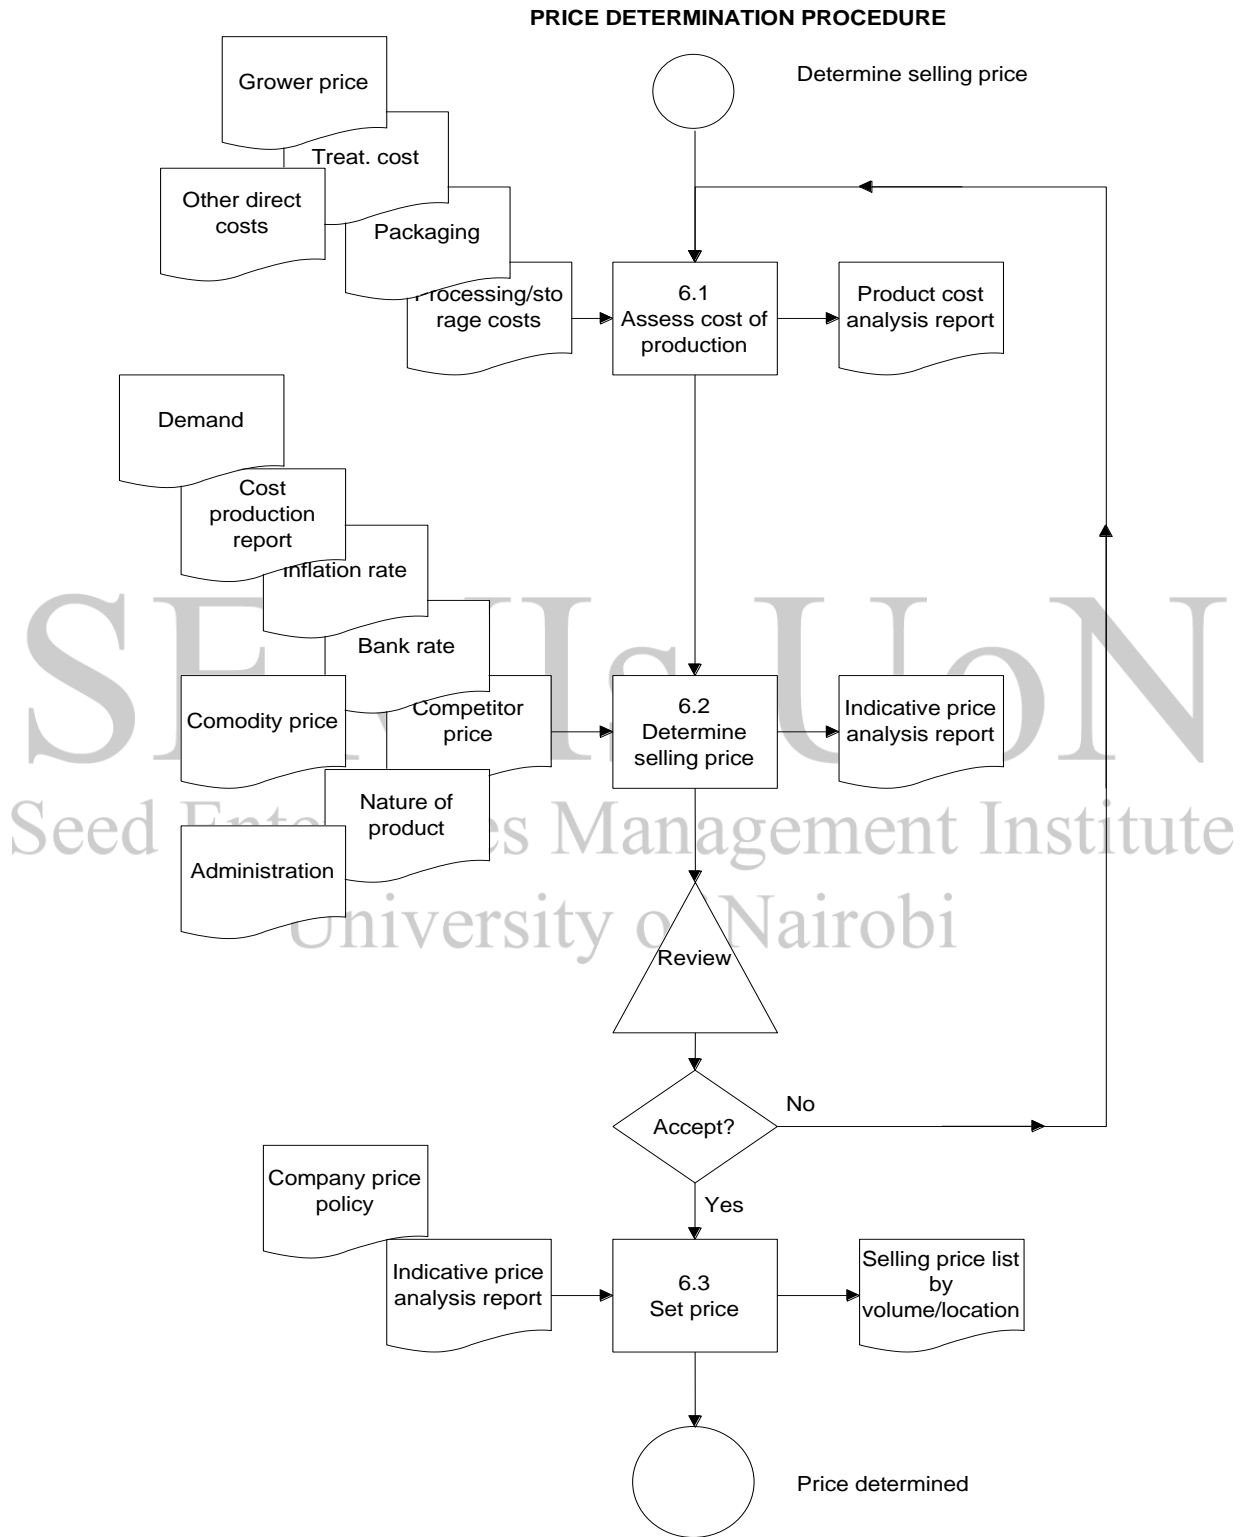 PRICE DETERMINATION PROCEDURE
Determine selling price
Grower price
Treat. cost
Other direct
costs
Packaging
Processing/sto
rage costs
6.1
Assess cost of
production
Product cost
analysis report
Demand
Cost
production
report
Inflation rate
Bank rate
Comodity price
Competitor
price
6.2
Determine
selling price
Indicative price
analysis report
Nature of
product
Administration
SEMIs UoN
Seed Enterprises Management Institute
University of Nairobi
Review
Accept?
No
Yes
Company price
policy
Indicative price
analysis report
6.3
Set price
Selling price list
by
volume/location
Price determined